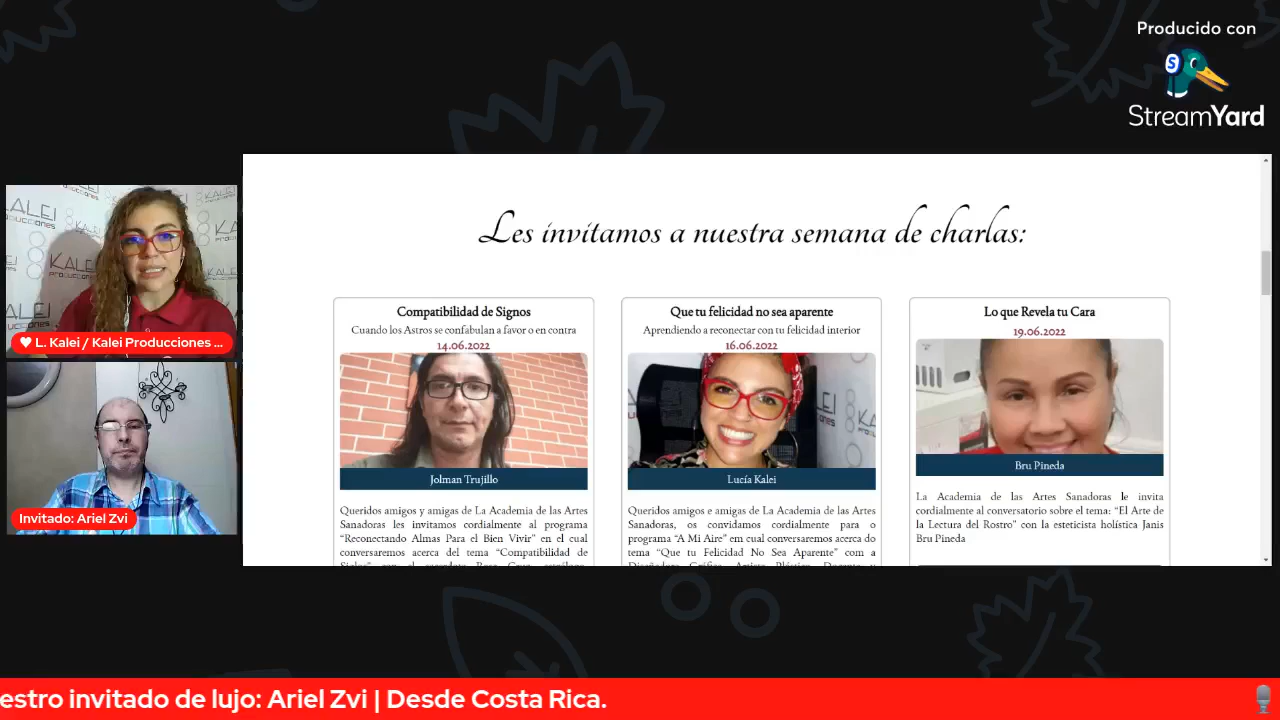 Producido con
StreamYard
KALEI
PRODUCCIONES
♥ L. Kalei / Kalei Producciones ...
Invitado: Ariel Zvi
Les invitamos a nuestra semana de charlas:
Compatibilidad de Signos
Cuando los Astros se confabulan a favor o en contra
14.06.2022
Jolman Trujillo
Queridos amigos y amigas de La Academia de las Artes
Sanadoras les invitamos cordialmente al programa
“Reconectando Almas Para el Bien Vivir” en el cual
conversaremos acerca del tema “Compatibilidad de
Que tu felicidad no sea aparente
Aprendiendo a reconectar con tu felicidad interior
16.06.2022
Lucía Kalei
Queridos amigos e amigas de La Academia de las Artes
Sanadoras, os convidamos cordialmente para o
programa “A Mi Aire” em cual conversaremos acerca do
tema “Que tu Felicidad No Sea Aparente” com a
Lo que Revela tu Cara
19.06.2022
Bru Pineda
La Academia de las Artes Sanadoras le invita
cordialmente al conversatorio sobre el tema: “El Arte de
la Lectura del Rostro” con la esteticista holística Janis
Bru Pineda
estro invitado de lujo: Ariel Zvi | Desde Costa Rica.